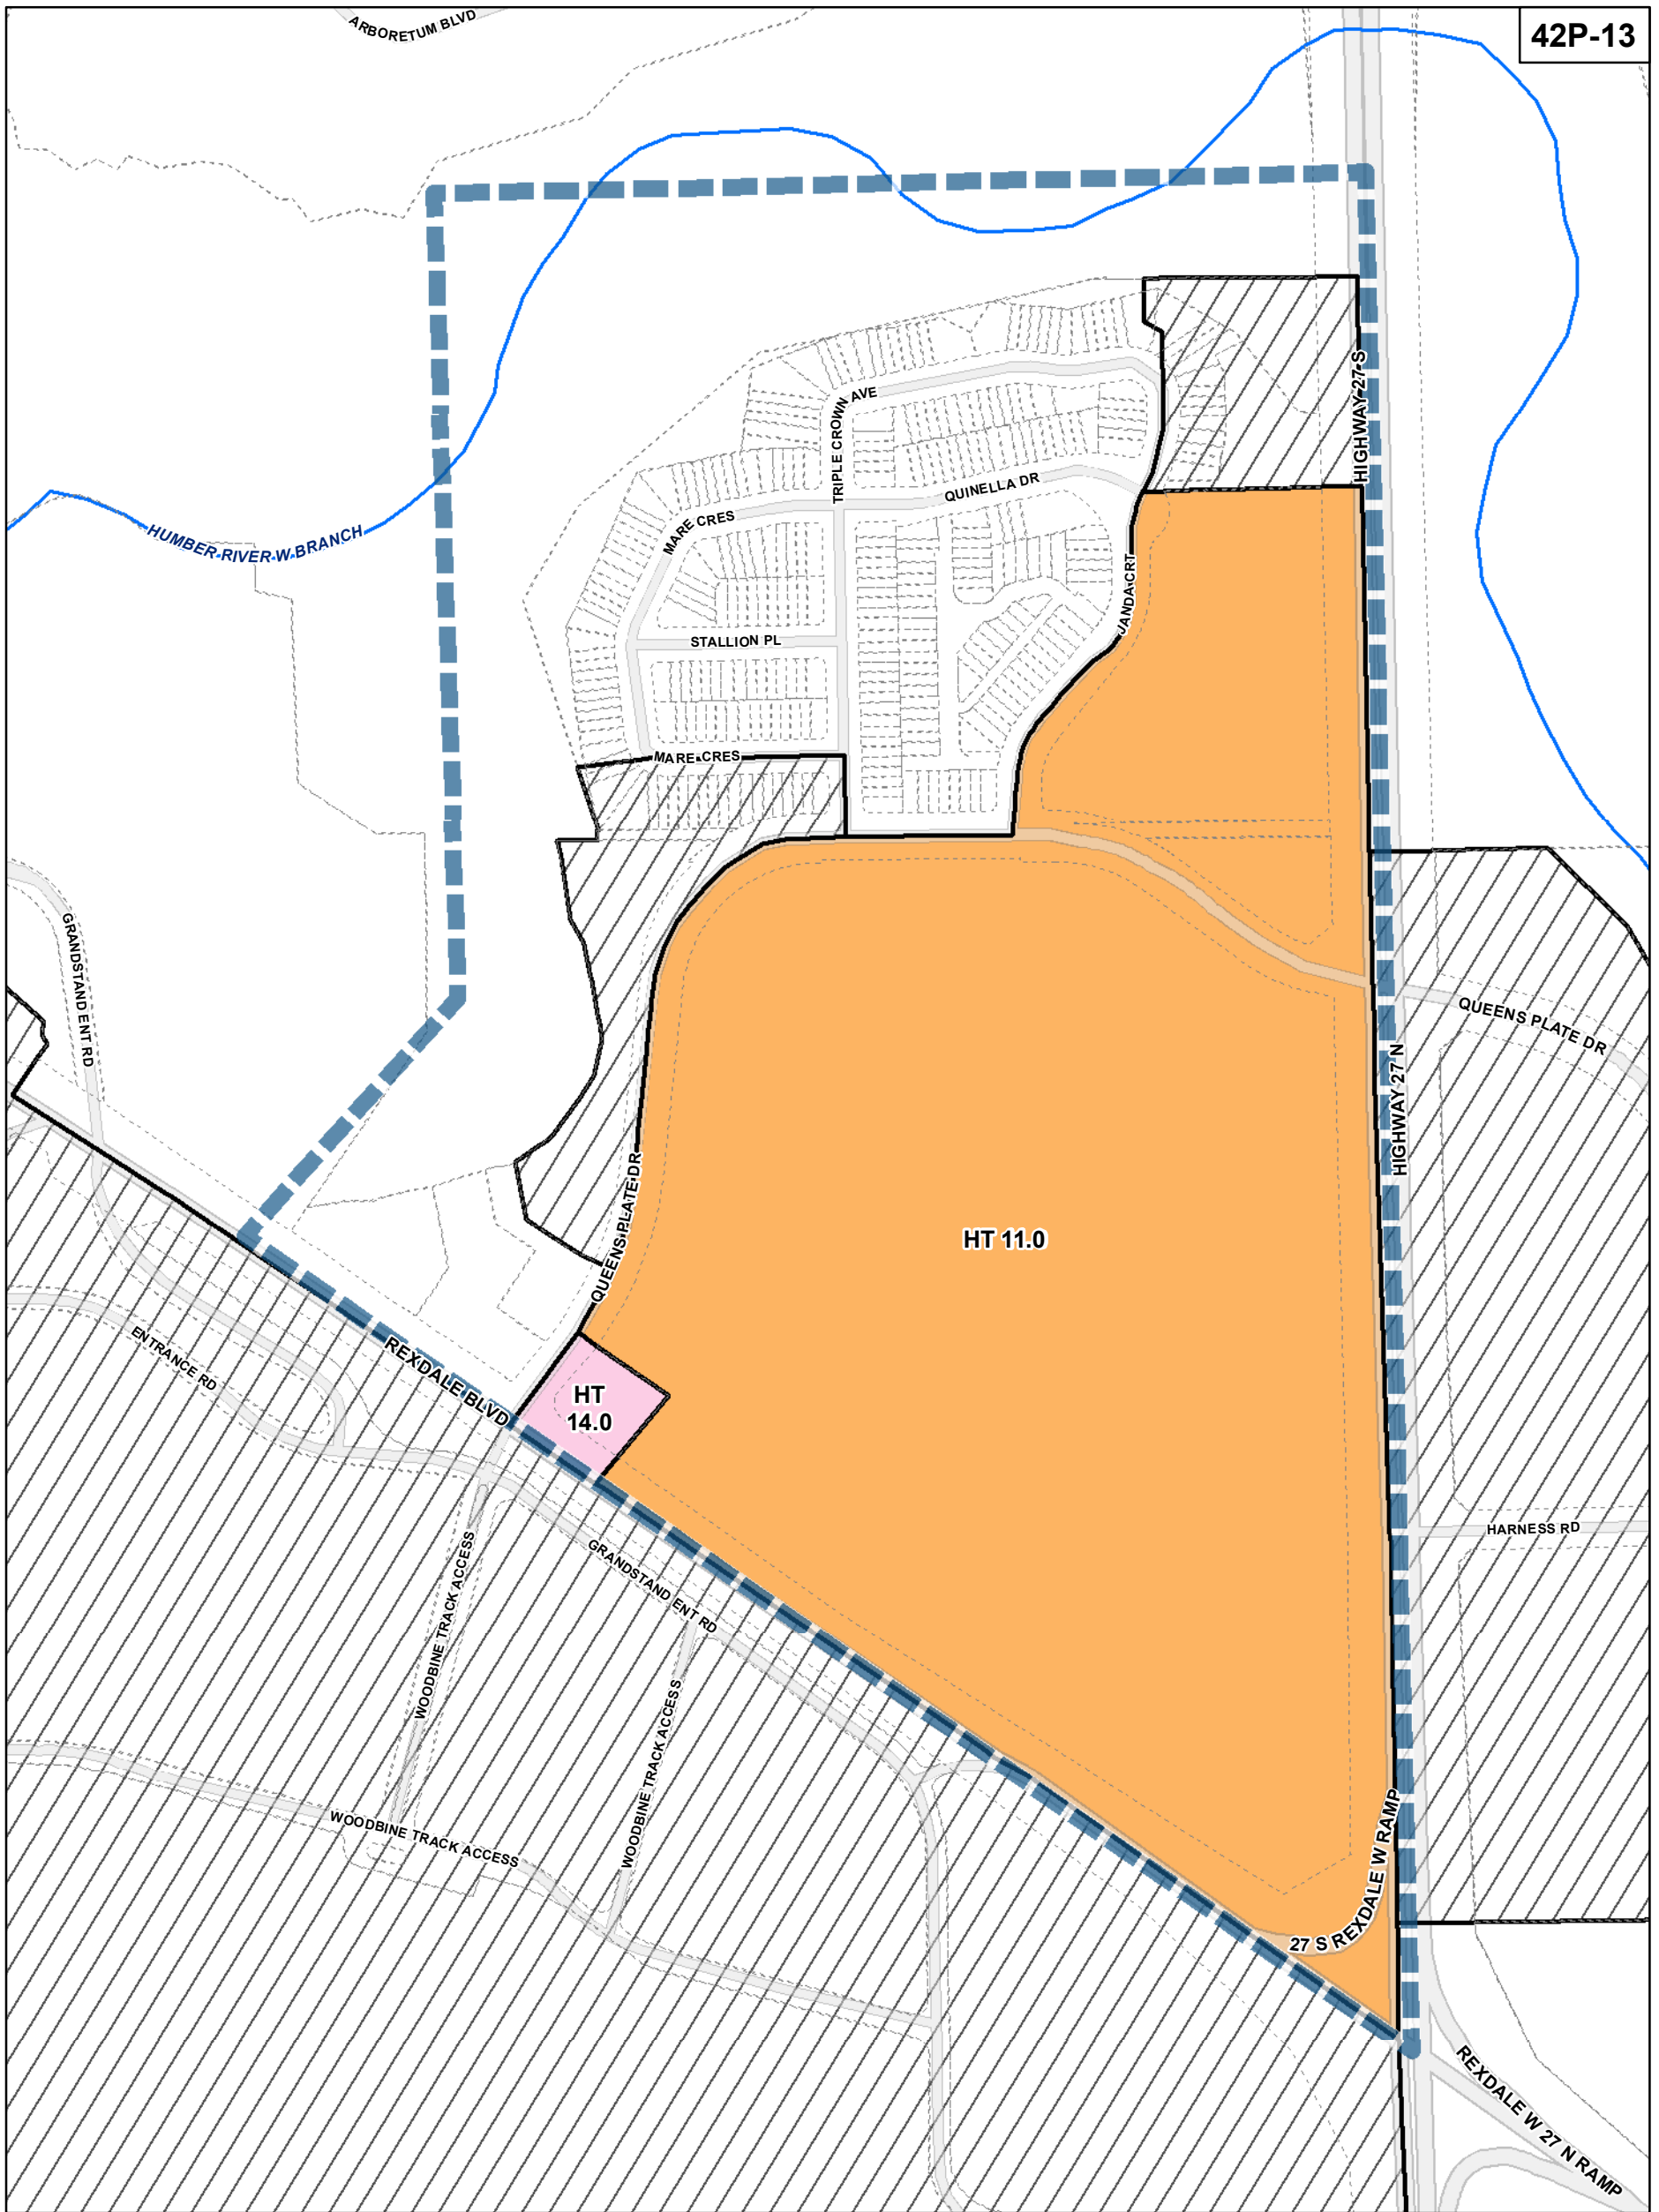 ARBORETUM BLVD
42P-13
HIGHWAY 27 S
TRIPLE CROWN AVE
QUINELLA DR
MARE CRES
HUMBER RIVER W BRANCH
JANDA CRT
STALLION PL
MARE CRES
GRANDSTAND ENT RD
QUEENS PLATE DR
HIGHWAY 27 N
QUEENS PLATE DR
HT 11.0
ENTRANCE RD
REXDALE BLVD
HT
14.0
HARNESS RD
WOODBINE TRACK ACCESS
GRANDSTAND ENT RD
WOODBINE TRACK ACCESS
WOODBINE TRACK ACCESS
27 S REXDALE W RAMP
REXDALE W 27 N RAMP